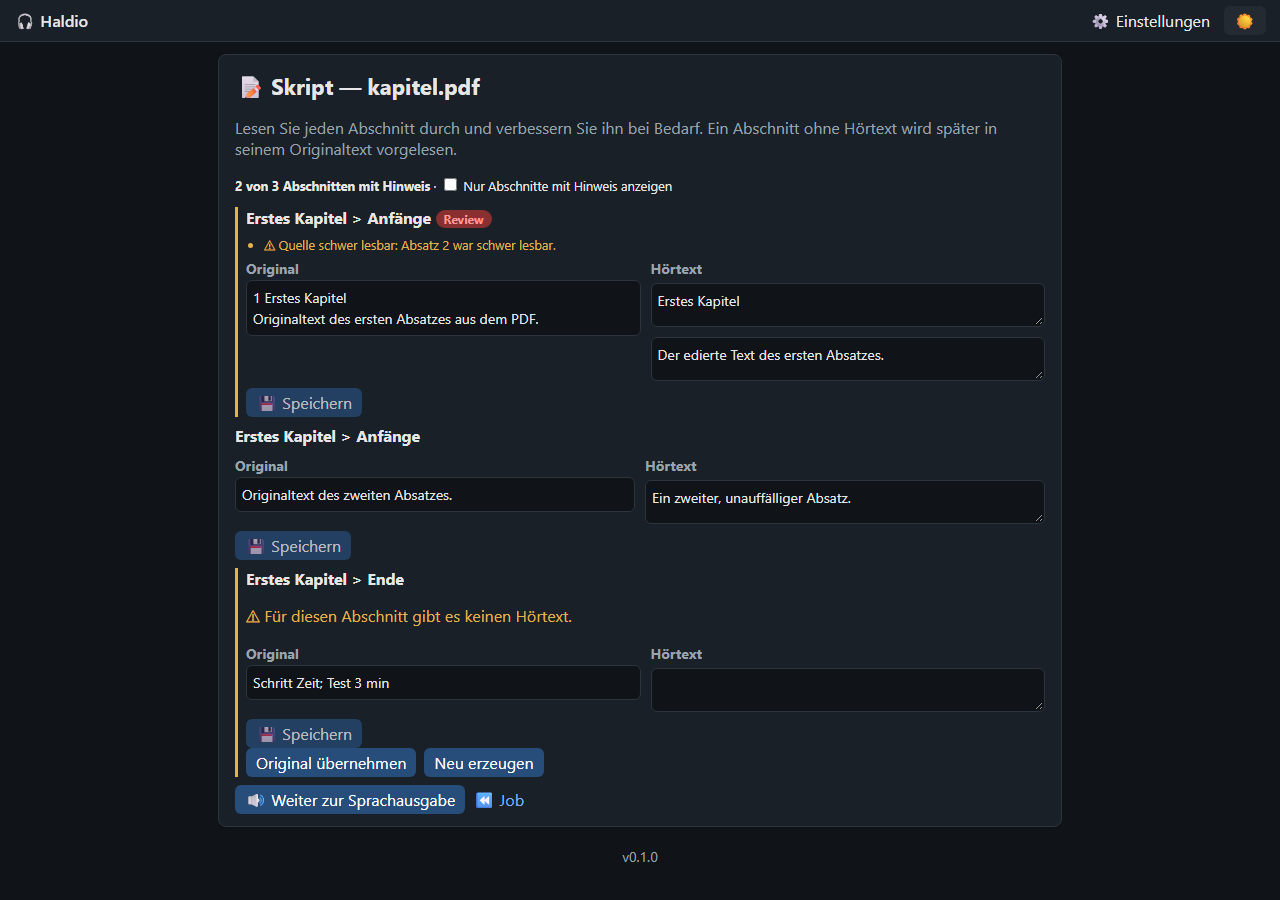 Haldio
Einstellungen
Skript — kapitel.pdf
Lesen Sie jeden Abschnitt durch und verbessern Sie ihn bei Bedarf. Ein Abschnitt ohne Hörtext wird später in
seinem Originaltext vorgelesen.
2 von 3 Abschnitten mit Hinweis · Nur Abschnitte mit Hinweis anzeigen
Erstes Kapitel > Anfänge Review
• ⚠ Quelle schwer lesbar: Absatz 2 war schwer lesbar.
Original
1 Erstes Kapitel
Originaltext des ersten Absatzes aus dem PDF.
Hörtext
Erstes Kapitel
Der edierte Text des ersten Absatzes.
Speichern
Erstes Kapitel > Anfänge
Original
Originaltext des zweiten Absatzes.
Hörtext
Ein zweiter, unauffälliger Absatz.
Speichern
Erstes Kapitel > Ende
⚠ Für diesen Abschnitt gibt es keinen Hörtext.
Original
Schritt Zeit; Test 3 min
Hörtext
Speichern
Original übernehmen
Neu erzeugen
Weiter zur Sprachausgabe
Job
v0.1.0